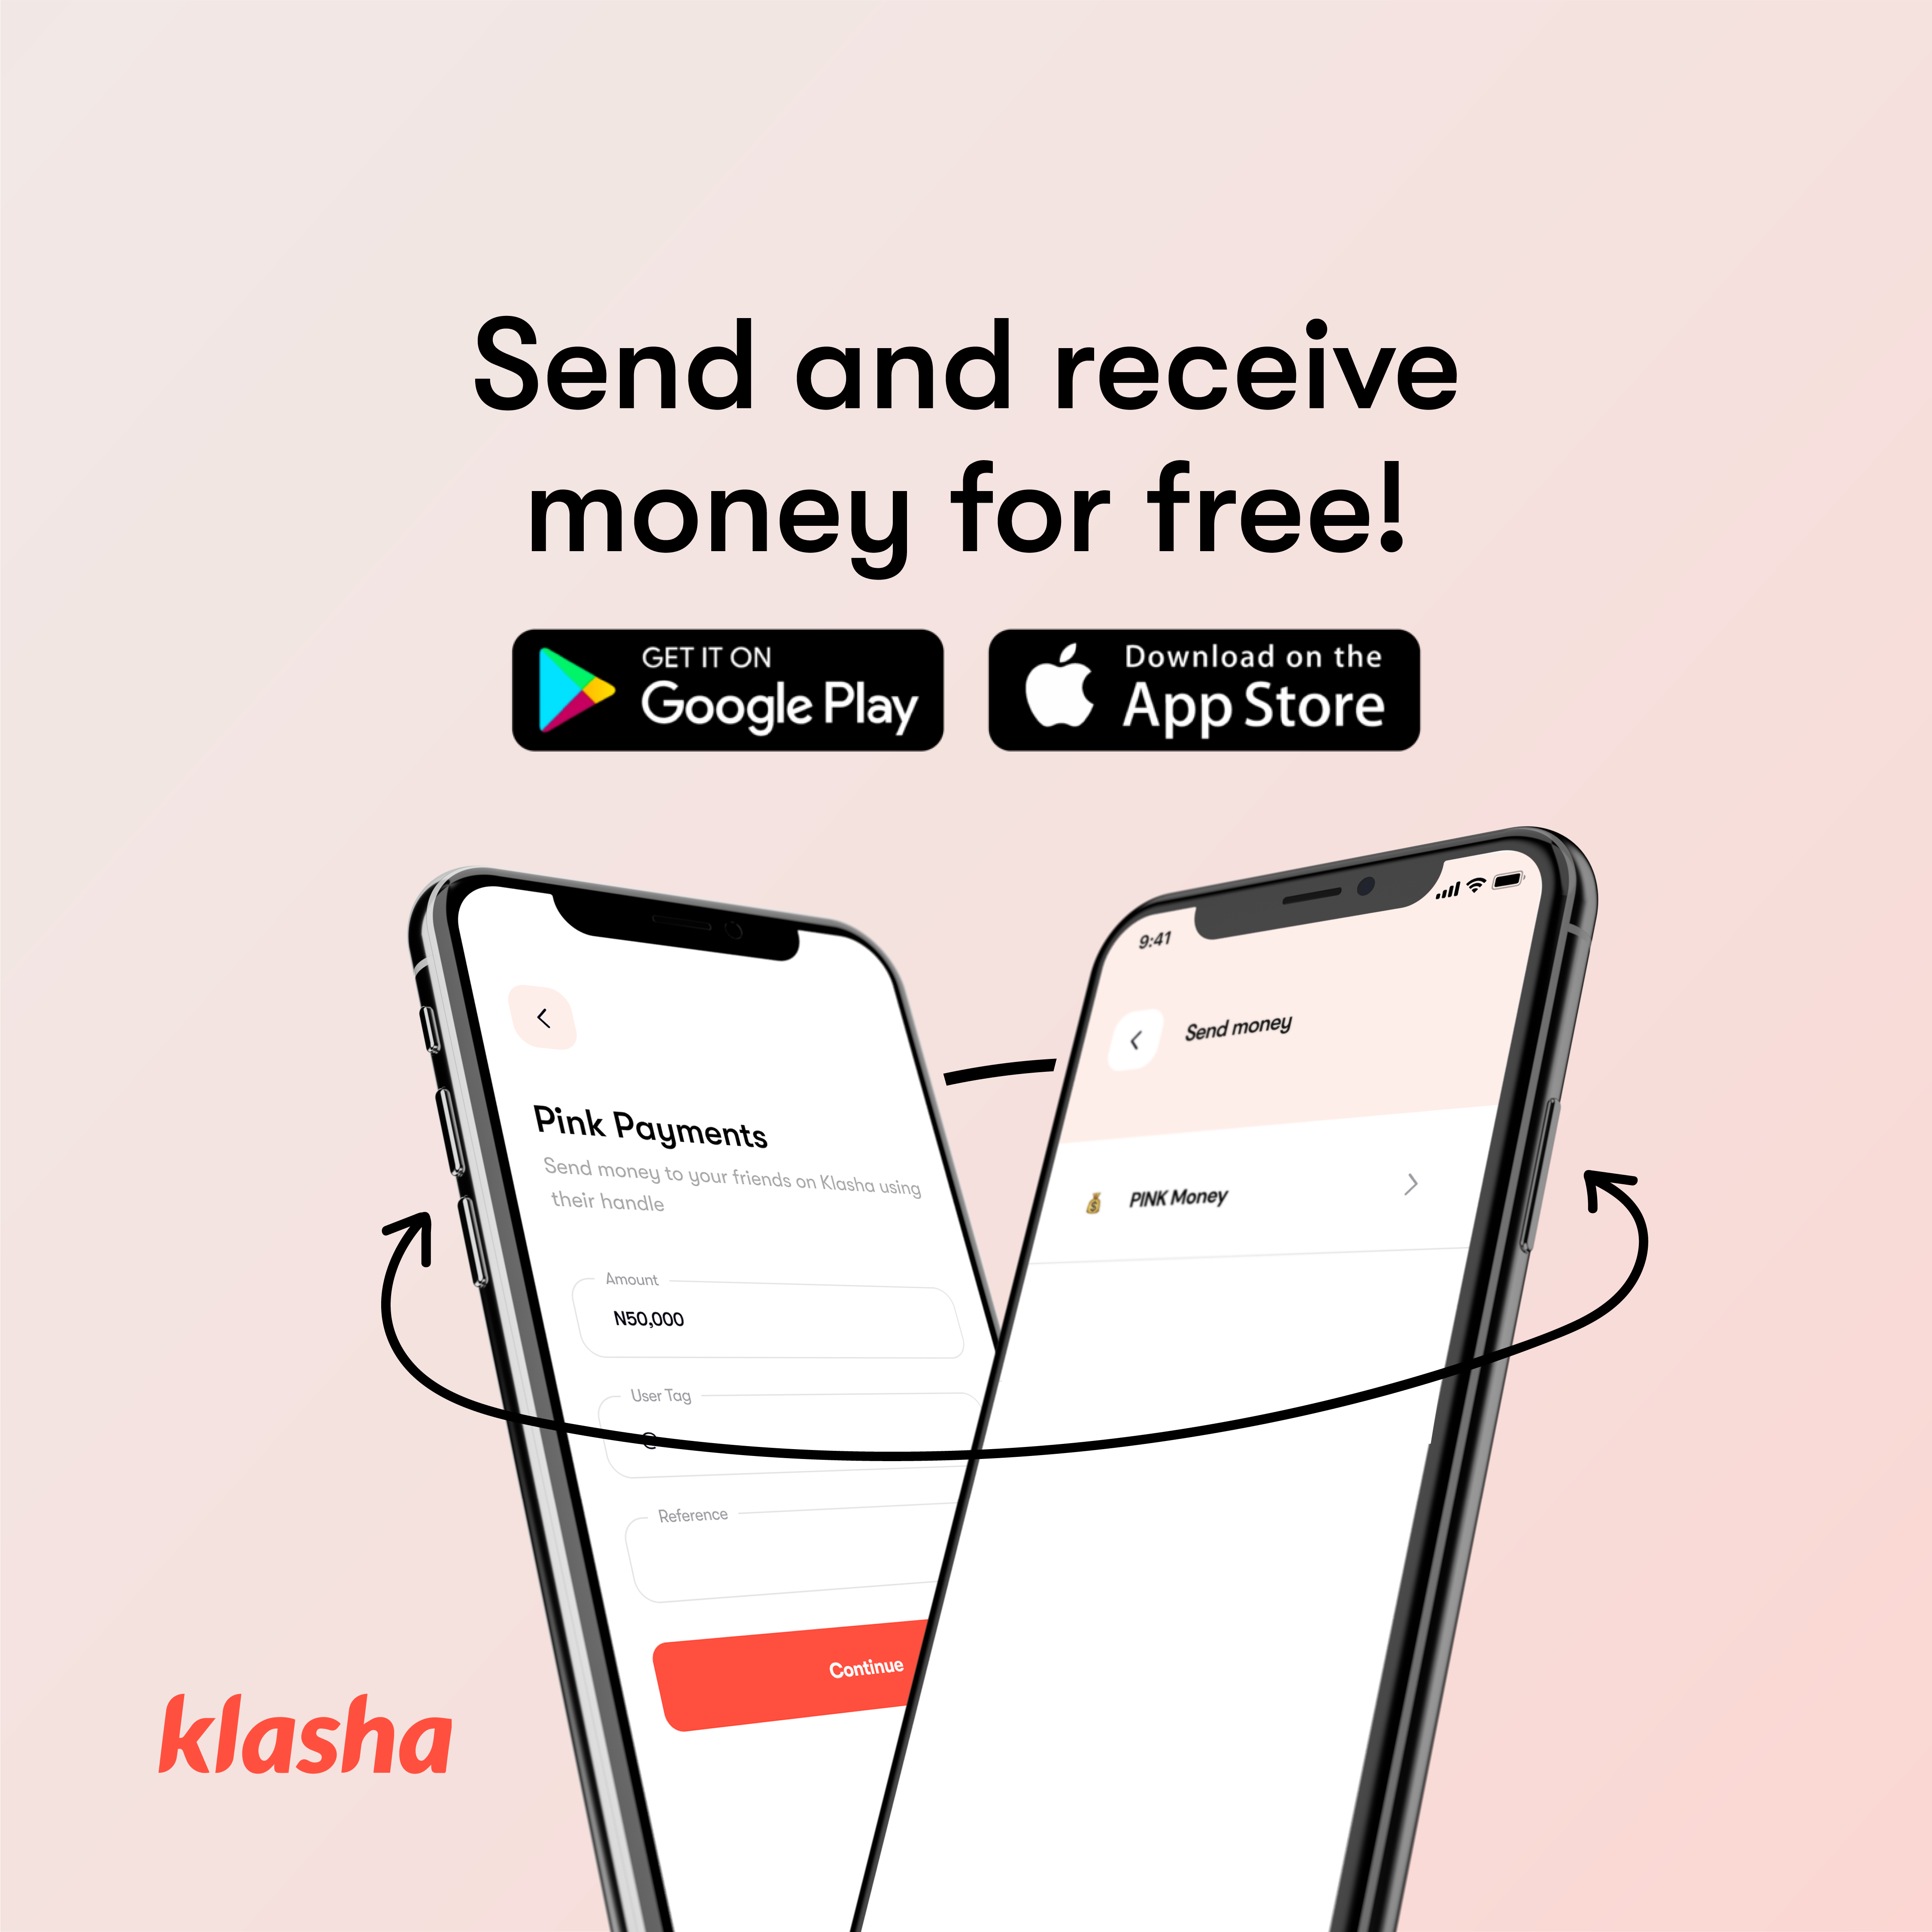 Send and receive
money for free!
GET IT ON
Google Play
Download on the
App Store
Pink Payments
Send money to your friends on Klasha using
their handle
Amount
N50,000
User Tag
@
Reference
Continue
9:41
Send money
PINK Money
klasha